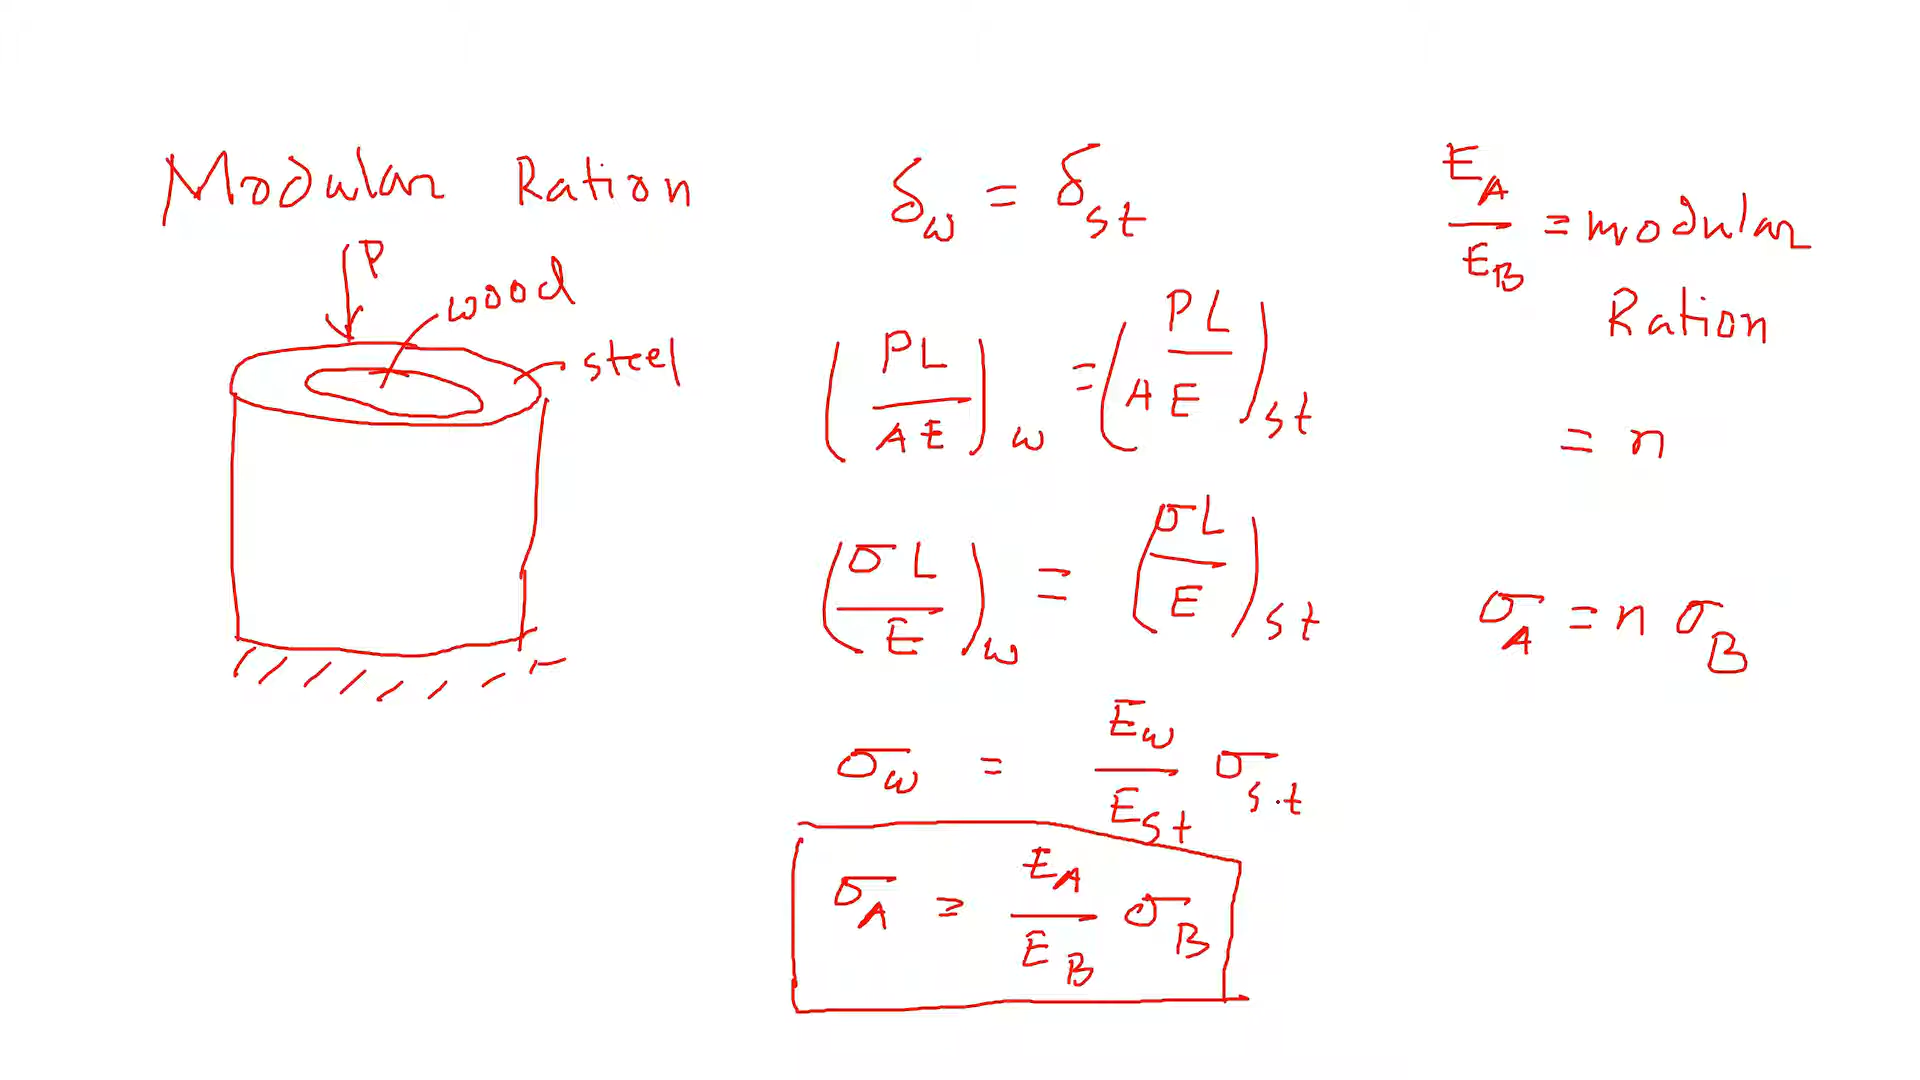 Modular Ration
P
wood
steel
δw = δst
(PL/AE)w = (PL/AE)st
(σL/E)w = (σL/E)st
σw = Ew/Est σst
σA = EA/EB σB
EA/EB = modular
Ration
= n
σA = n σB